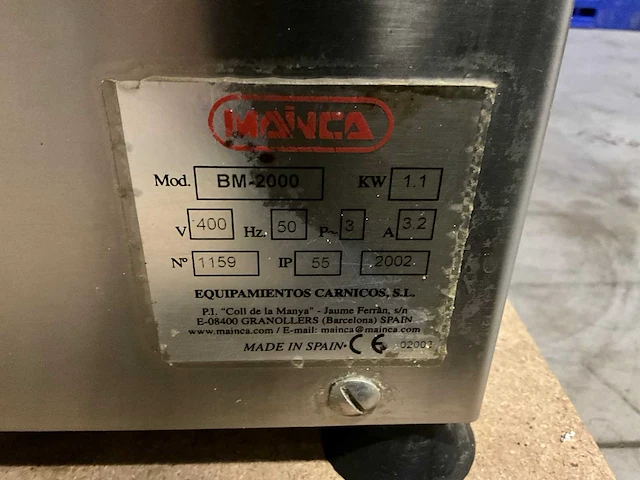 MAINCA
Mod. BM-2000 KW 1.1
V 400 Hz. 50 P~ 3 A 3.2
Nº 1159 IP 55 2002
EQUIPAMIENTOS CARNICOS, S.L.
P.I. "Coll de la Manya" - Jaume Ferràn, s/n
E-08400 GRANOLLERS (Barcelona) SPAIN
www.mainca.com / E-mail: mainca@mainca.com
MADE IN SPAIN• CE